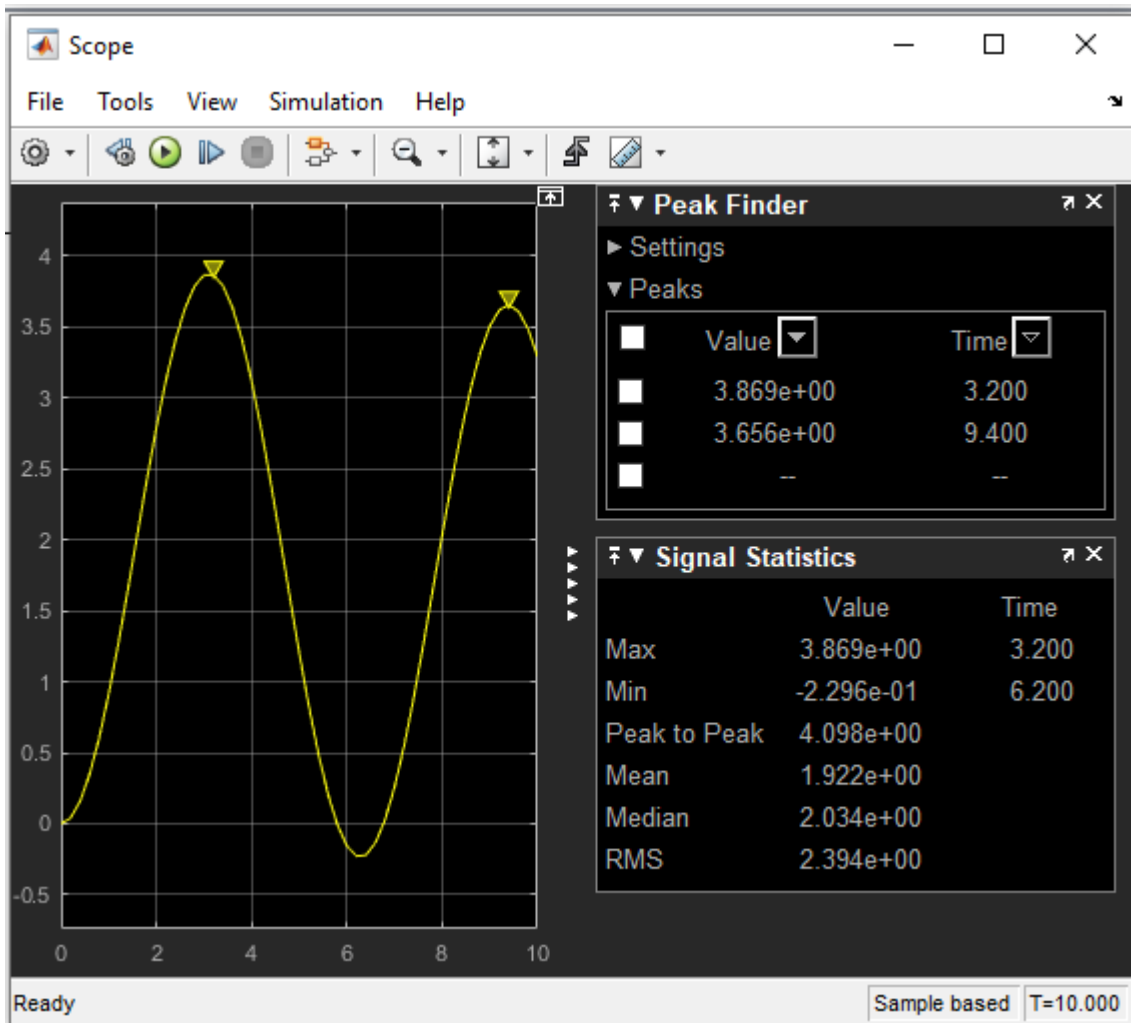 Scope
File Tools View Simulation Help
4
3.5
3
2.5
2
1.5
1
0.5
0
-0.5
0 2 4 6 8 10
Peak Finder
Settings
Peaks
Value Time
3.869e+00 3.200
3.656e+00 9.400
-- --
Signal Statistics
Value Time
Max 3.869e+00 3.200
Min -2.296e-01 6.200
Peak to Peak 4.098e+00
Mean 1.922e+00
Median 2.034e+00
RMS 2.394e+00
Ready Sample based T=10.000